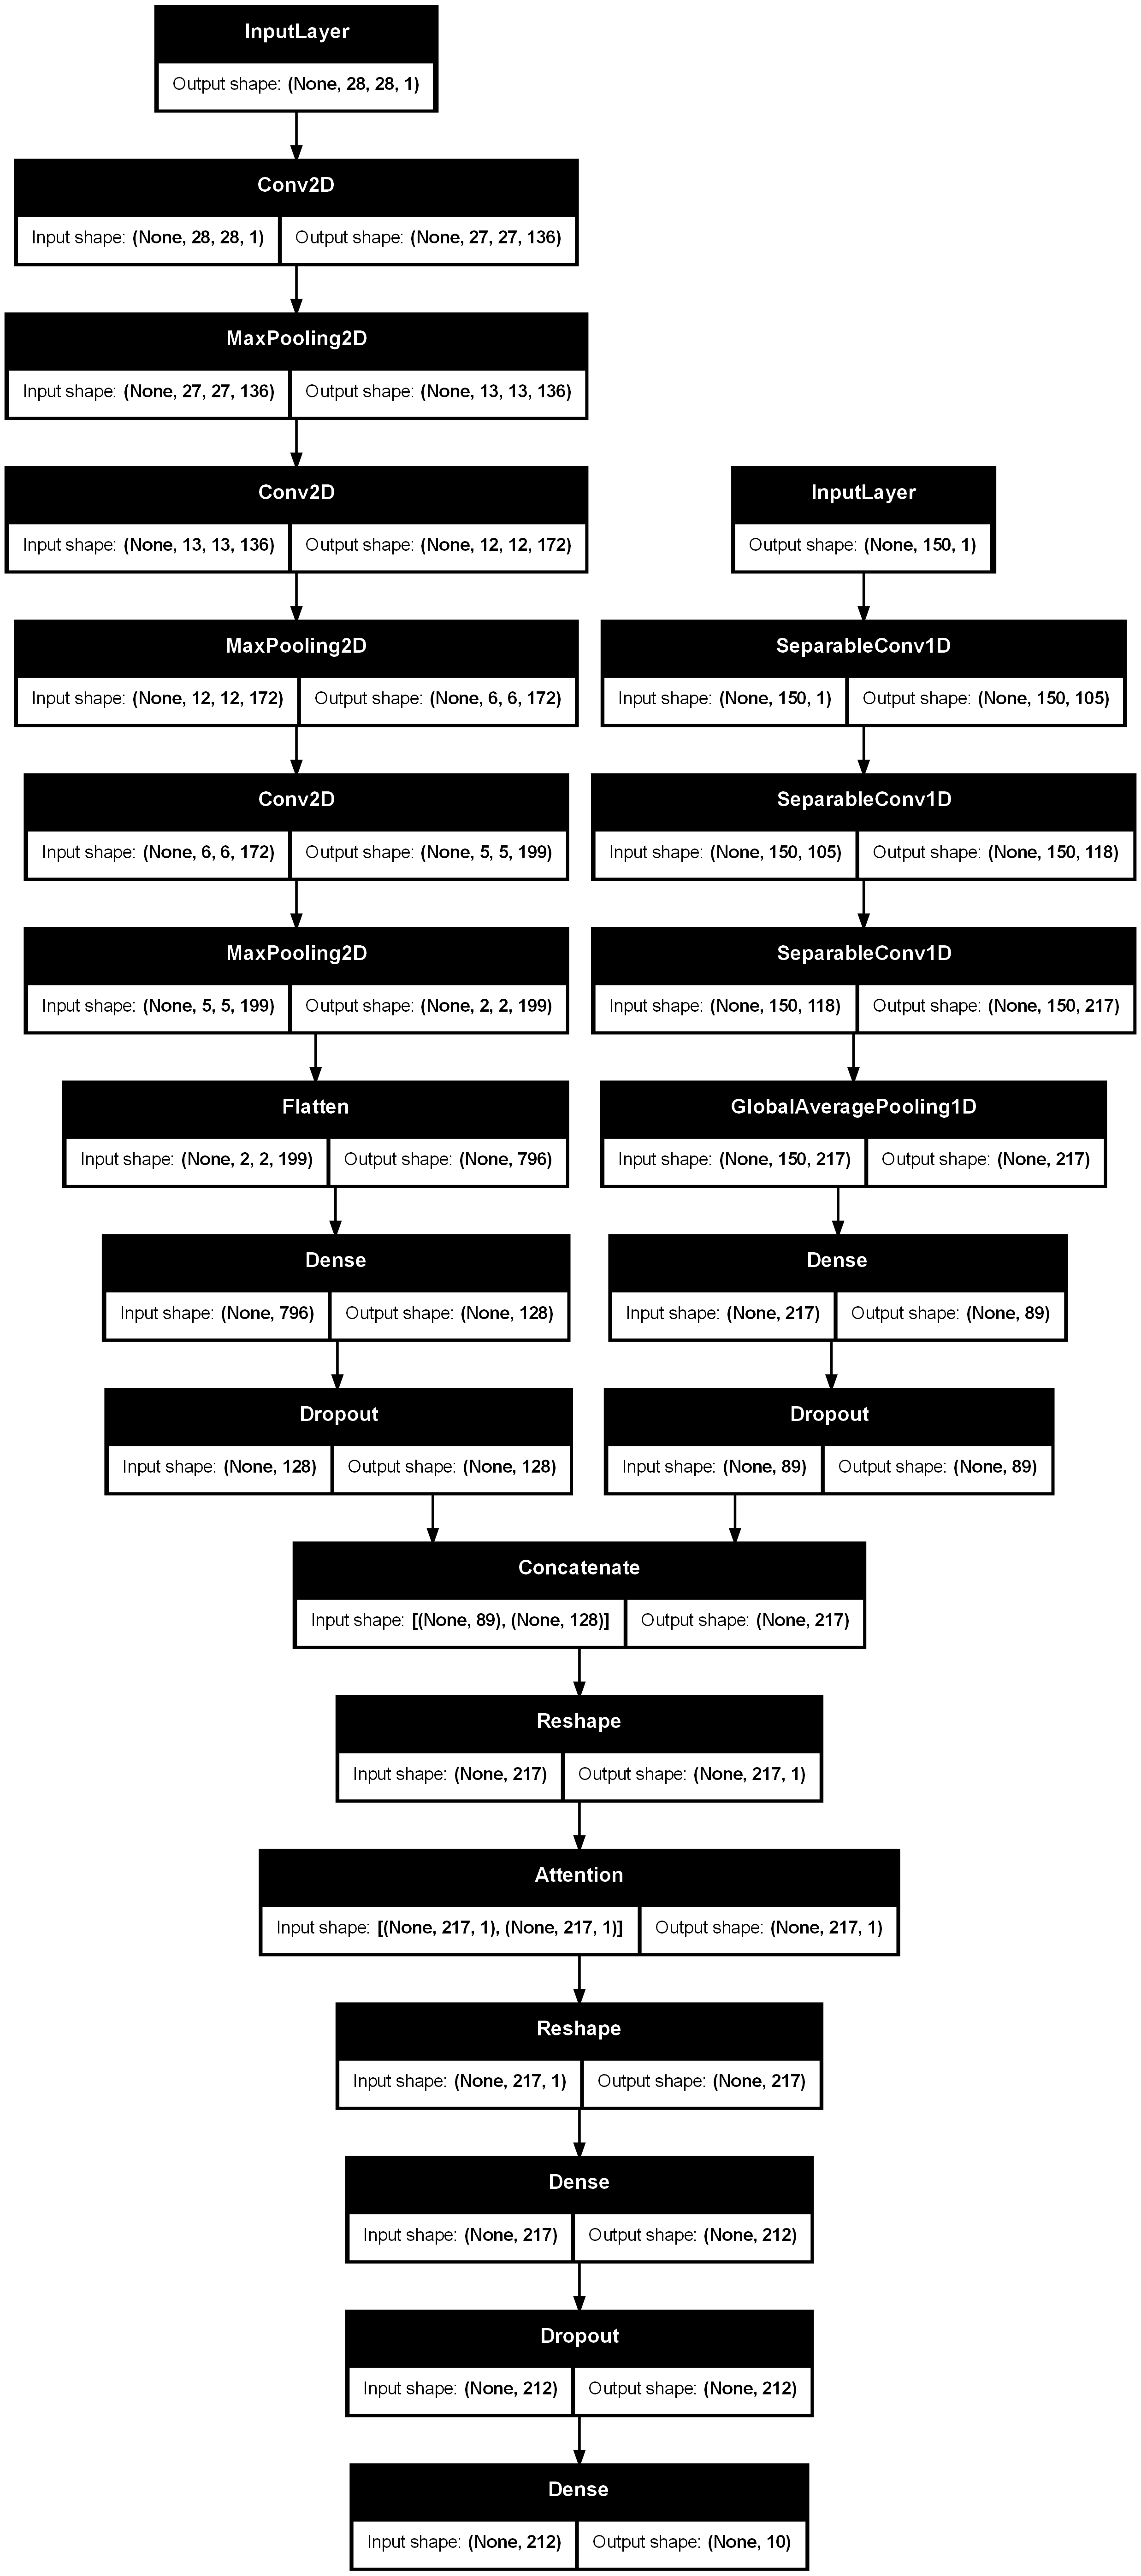 InputLayer
Output shape: (None, 28, 28, 1)
Conv2D
Input shape: (None, 28, 28, 1) Output shape: (None, 27, 27, 136)
MaxPooling2D
Input shape: (None, 27, 27, 136) Output shape: (None, 13, 13, 136)
Conv2D
Input shape: (None, 13, 13, 136) Output shape: (None, 12, 12, 172)
MaxPooling2D
Input shape: (None, 12, 12, 172) Output shape: (None, 6, 6, 172)
Conv2D
Input shape: (None, 6, 6, 172) Output shape: (None, 5, 5, 199)
MaxPooling2D
Input shape: (None, 5, 5, 199) Output shape: (None, 2, 2, 199)
Flatten
Input shape: (None, 2, 2, 199) Output shape: (None, 796)
Dense
Input shape: (None, 796) Output shape: (None, 128)
Dropout
Input shape: (None, 128) Output shape: (None, 128)
InputLayer
Output shape: (None, 150, 1)
SeparableConv1D
Input shape: (None, 150, 1) Output shape: (None, 150, 105)
SeparableConv1D
Input shape: (None, 150, 105) Output shape: (None, 150, 118)
SeparableConv1D
Input shape: (None, 150, 118) Output shape: (None, 150, 217)
GlobalAveragePooling1D
Input shape: (None, 150, 217) Output shape: (None, 217)
Dense
Input shape: (None, 217) Output shape: (None, 89)
Dropout
Input shape: (None, 89) Output shape: (None, 89)
Concatenate
Input shape: [(None, 89), (None, 128)] Output shape: (None, 217)
Reshape
Input shape: (None, 217) Output shape: (None, 217, 1)
Attention
Input shape: [(None, 217, 1), (None, 217, 1)] Output shape: (None, 217, 1)
Reshape
Input shape: (None, 217, 1) Output shape: (None, 217)
Dense
Input shape: (None, 217) Output shape: (None, 212)
Dropout
Input shape: (None, 212) Output shape: (None, 212)
Dense
Input shape: (None, 212) Output shape: (None, 10)